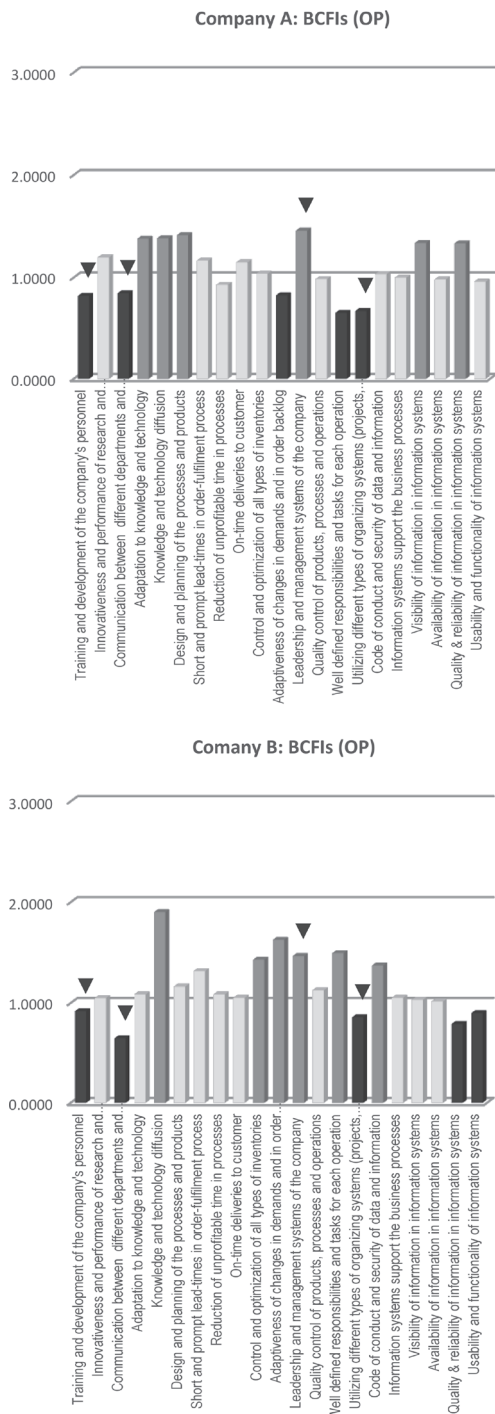 Company A: BCFIs (OP)
3.0000
2.0000
1.0000
0.0000
Training and development of the company's personnel
Innovativeness and performance of research and…
Communication between  different departments and…
Adaptation to knowledge and technology
Knowledge and technology diffusion
Design and planning of the processes and products
Short and prompt lead-times in order-fulfilment process
Reduction of unprofitable time in processes
On-time deliveries to customer
Control and optimization of all types of inventories
Adaptiveness of changes in demands and in order backlog
Leadership and management systems of the company
Quality control of products, processes and operations
Well defined responsibilities and tasks for each operation
Utilizing different types of organizing systems (projects,…
Code of conduct and security of data and information
Information systems support the business processes
Visibility of information in information systems
Availability of information in information systems
Quality & reliability of information in information systems
Usability and functionality of information systems
Comany B: BCFIs (OP)
3.0000
2.0000
1.0000
0.0000
Training and development of the company's personnel
Innovativeness and performance of research and…
Communication between  different departments and…
Adaptation to knowledge and technology
Knowledge and technology diffusion
Design and planning of the processes and products
Short and prompt lead-times in order-fulfilment process
Reduction of unprofitable time in processes
On-time deliveries to customer
Control and optimization of all types of inventories
Adaptiveness of changes in demands and in order…
Leadership and management systems of the company
Quality control of products, processes and operations
Vell defined responsibilities and tasks for each operation
Utilizing different types of organizing systems (projects,…
Code of conduct and security of data and information
Information systems support the business processes
Visibility of information in information systems
Availability of information in information systems
Quality & reliability of information in information systems
Usability and functionality of information systems